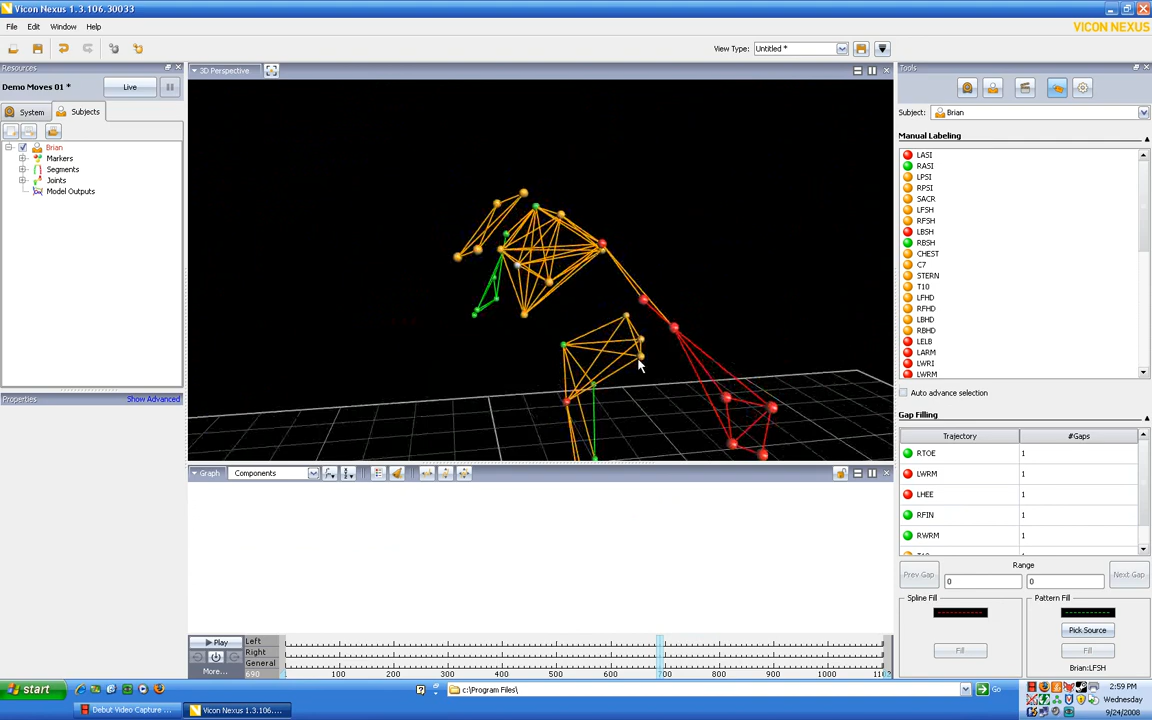 Vicon Nexus 1.3.106.30033
File Edit Window Help
VICON NEXUS
View Type: Untitled *
Resources
3D Perspective
Tools
Demo Moves 01 *
Live
System Subjects
Subject: Brian
Brian
Markers
Segments
Joints
Model Outputs
Manual Labeling
LASI
RASI
LPSI
RPSI
SACR
LFSH
RFSH
LBSH
RBSH
CHEST
C7
STERN
T10
LFHD
RFHD
LBHD
RBHD
LELB
LARM
LWRI
LWRM
Properties
Show Advanced
Auto advance selection
Gap Filling
Trajectory #Gaps
RTOE 1
LWRM 1
LHEE 1
RFIN 1
RWRM 1
Graph Components
Range
Prev Gap 0 0 Next Gap
Spline Fill
Pattern Fill
Pick Source
Fill
Fill
Brian:LFSH
Play
Left
Right
General
More...
690
100 200 300 400 500 600 700 800 900 1000
start
c:\Program Files\
Go
Debut Video Capture ...
Vicon Nexus 1.3.106....
2:59 PM
Wednesday
9/24/2008